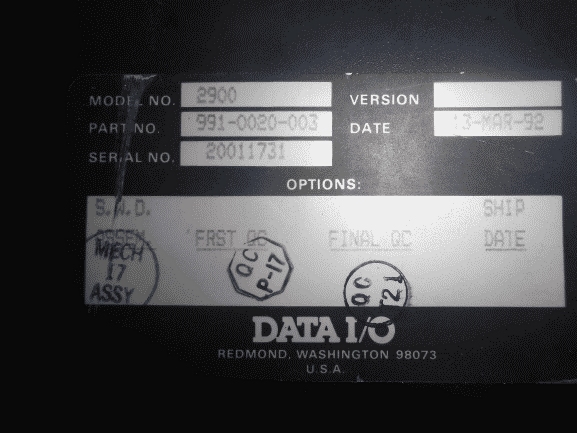 MODEL NO. 2900 VERSION
PART NO. 991-0020-003 DATE 13-MAR-92
SERIAL NO. 20011731
OPTIONS:
S.W.D. SHIP
ASSEM FRST QC FINAL QC DATE
MECH
17
ASSY
QC
P-17
QC
T21
DATA I/O
REDMOND, WASHINGTON 98073
U.S.A.